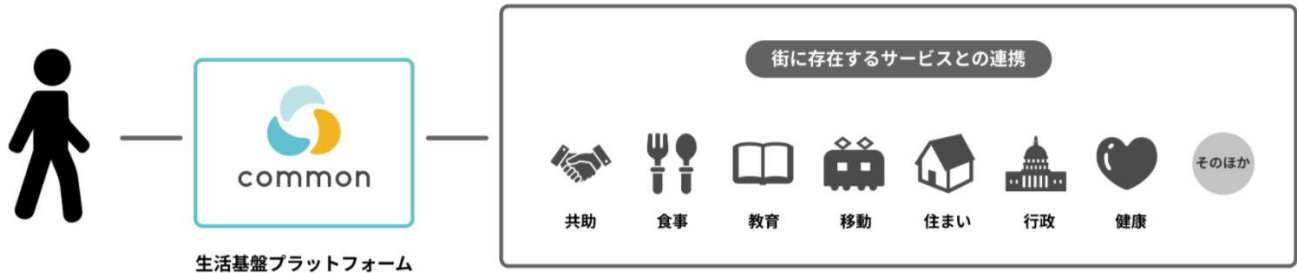 街に存在するサービスとの連携
common
共助
食事
教育
移動
住まい
行政
健康
そのほか
生活基盤プラットフォーム